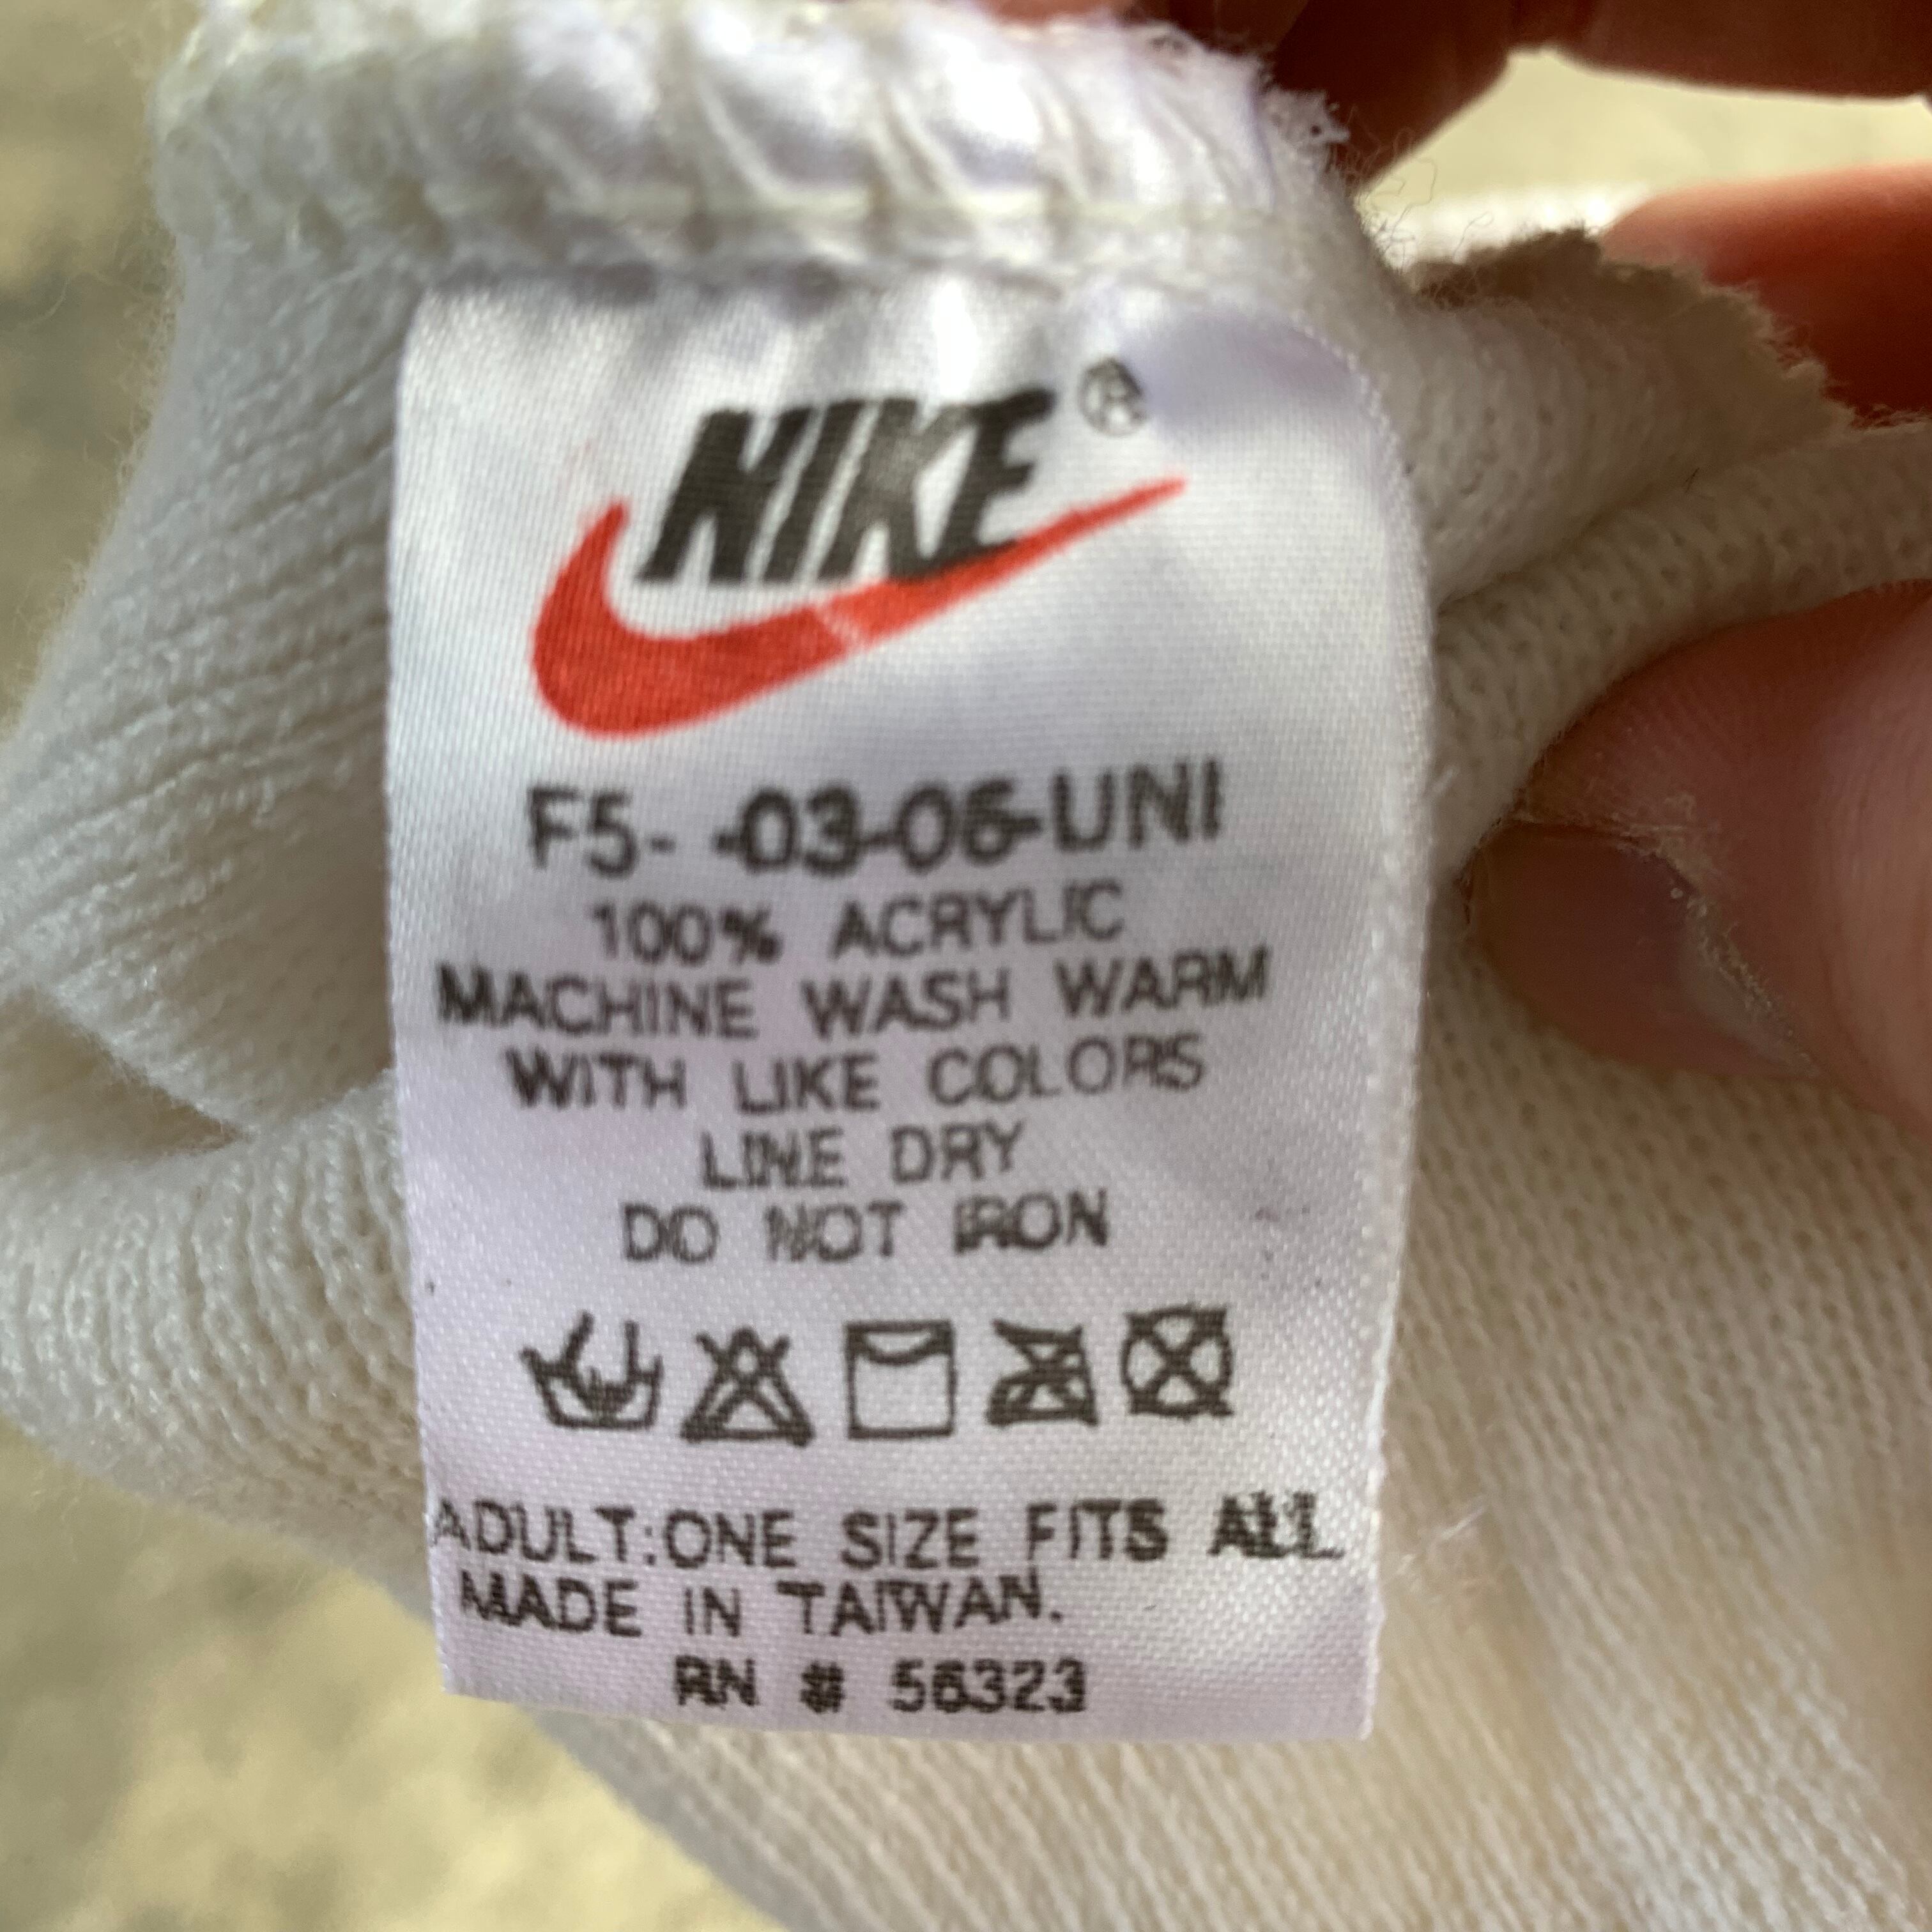 NIKE ®
F5- -03-06-UNI
100% ACRYLIC
MACHINE WASH WARM
WITH LIKE COLORS
LINE DRY
DO NOT IRON
ADULT:ONE SIZE FITS ALL
MADE IN TAIWAN.
RN # 56323